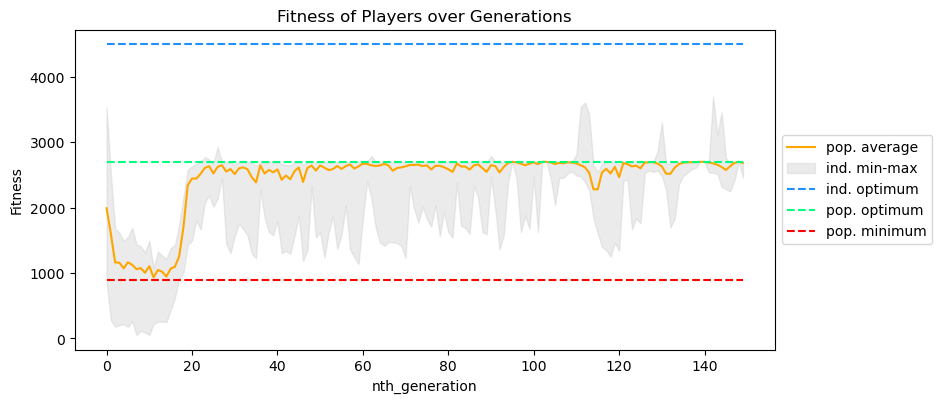 Fitness of Players over Generations
Fitness
4000
3000
2000
1000
0
0 20 40 60 80 100 120 140
nth_generation
pop. average
ind. min-max
ind. optimum
pop. optimum
pop. minimum